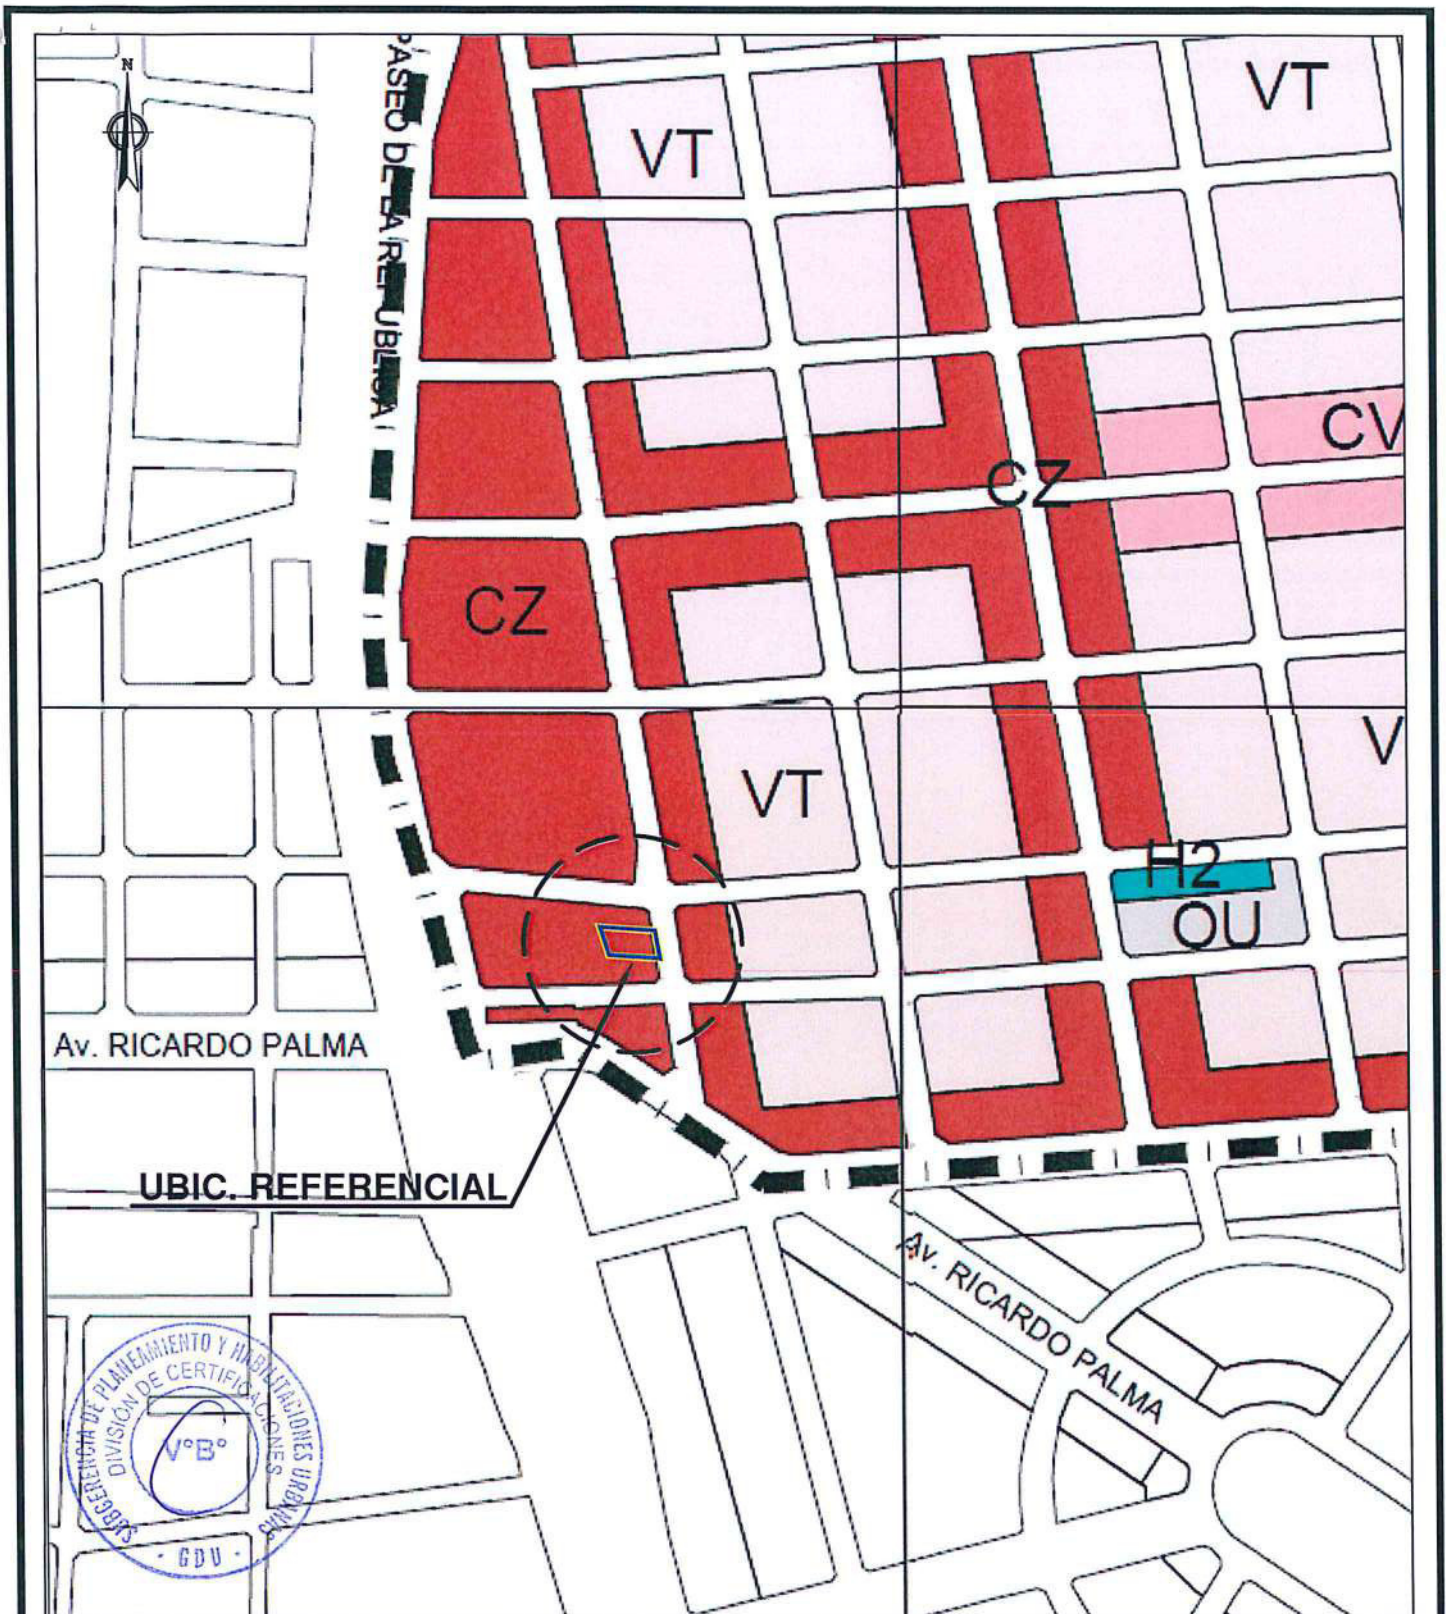 N
PASEO DE LA REPUBLICA
VT
VT
CV
CZ
CZ
V
VT
H2
OU
Av. RICARDO PALMA
UBIC. REFERENCIAL
Av. RICARDO PALMA
SUBGERENCIA DE PLANEAMIENTO Y HABILITACIONES URBANAS
DIVISIÓN DE CERTIFICACIONES
V°B°
· GDU ·